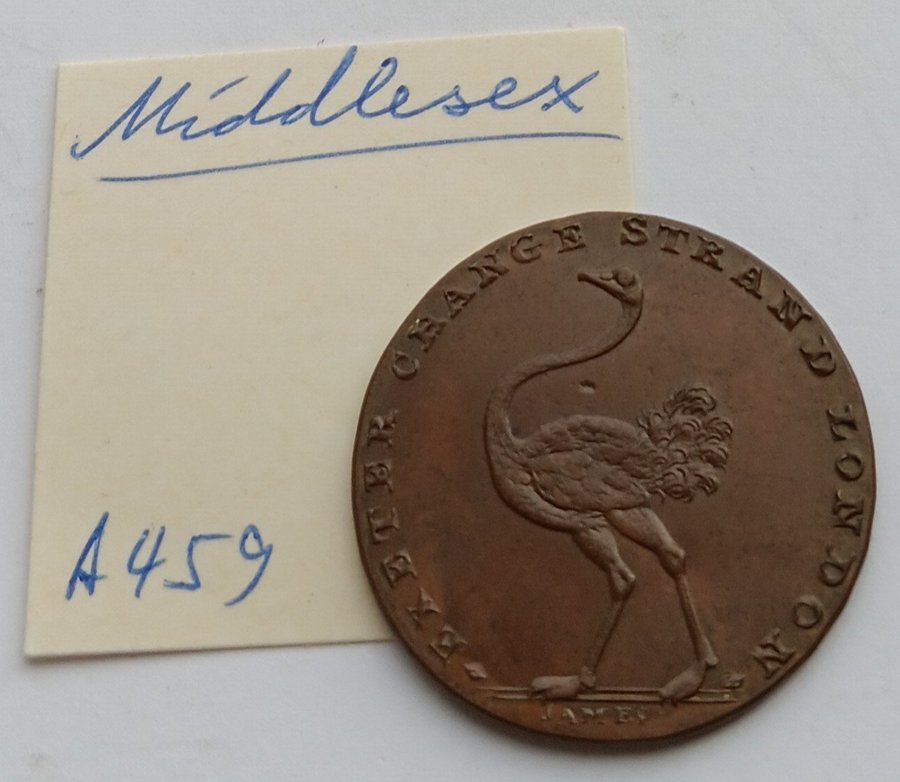 Middlesex
A459
EXETER CHANGE STRAND LONDON
JAMES